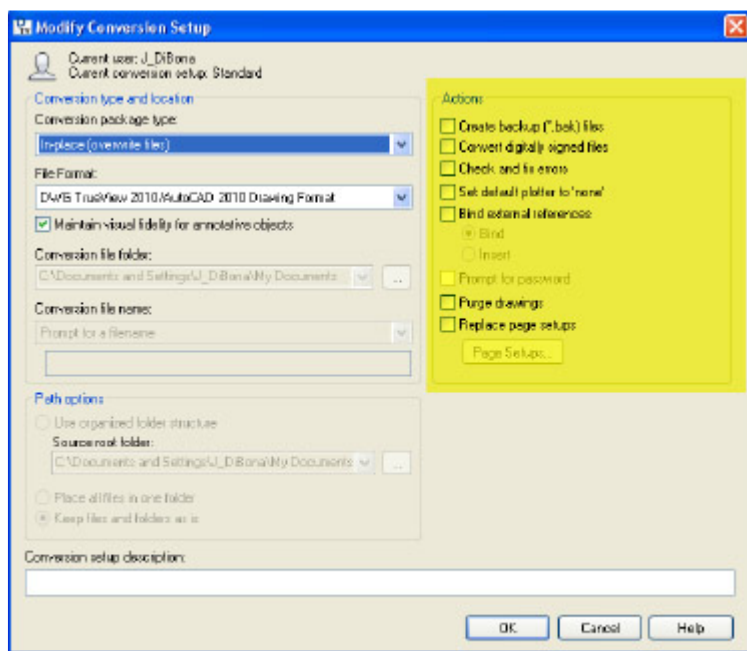 Modify Conversion Setup
Current user: J_DiBona
Current conversion setup: Standard
Conversion type and location
Conversion package type:
In-place (overwrite files)
File Format:
DWG TrueView 2010/AutoCAD 2010 Drawing Format
Maintain visual fidelity for annotative objects
Conversion file folder:
C:\Documents and Settings\J_DiBona\My Documents
...
Conversion file name:
Prompt for a filename
Path options
Use organized folder structure
Source root folder:
C:\Documents and Settings\J_DiBona\My Documents
...
Place all files in one folder
Keep files and folders as is
Actions
Create backup (*.bak) files
Convert digitally signed files
Check and fix errors
Set default plotter to 'none'
Bind external references
Bind
Insert
Prompt for password
Purge drawings
Replace page setups
Page Setups...
Conversion setup description:
OK
Cancel
Help